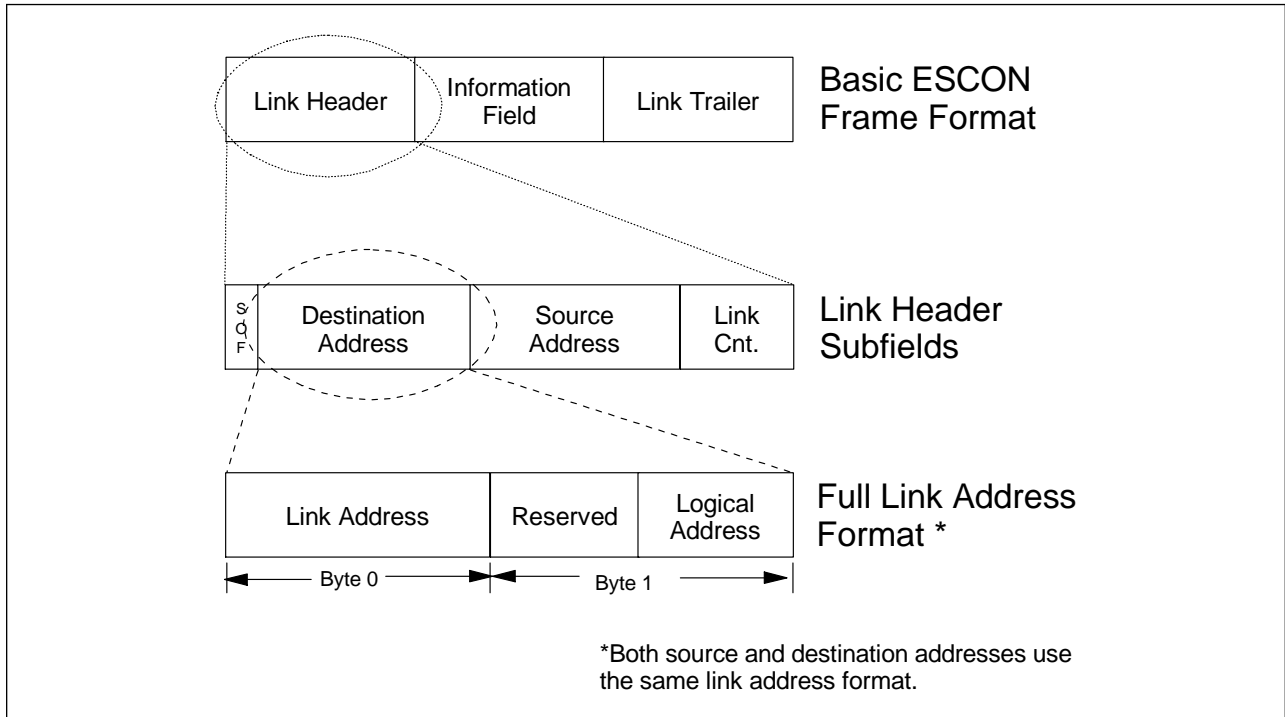 Link Header
Information
Field
Link Trailer
Basic ESCON
Frame Format
SOF
Destination
Address
Source
Address
Link
Cnt.
Link Header
Subfields
Link Address
Reserved
Logical
Address
Full Link Address
Format *
Byte 0
Byte 1
*Both source and destination addresses use
the same link address format.